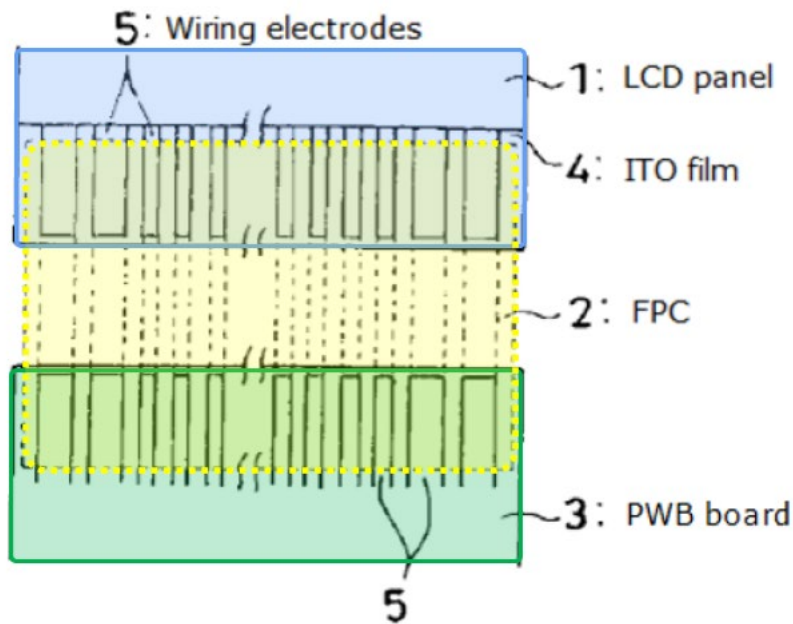 5: Wiring electrodes
1: LCD panel
4: ITO film
2: FPC
3: PWB board
5